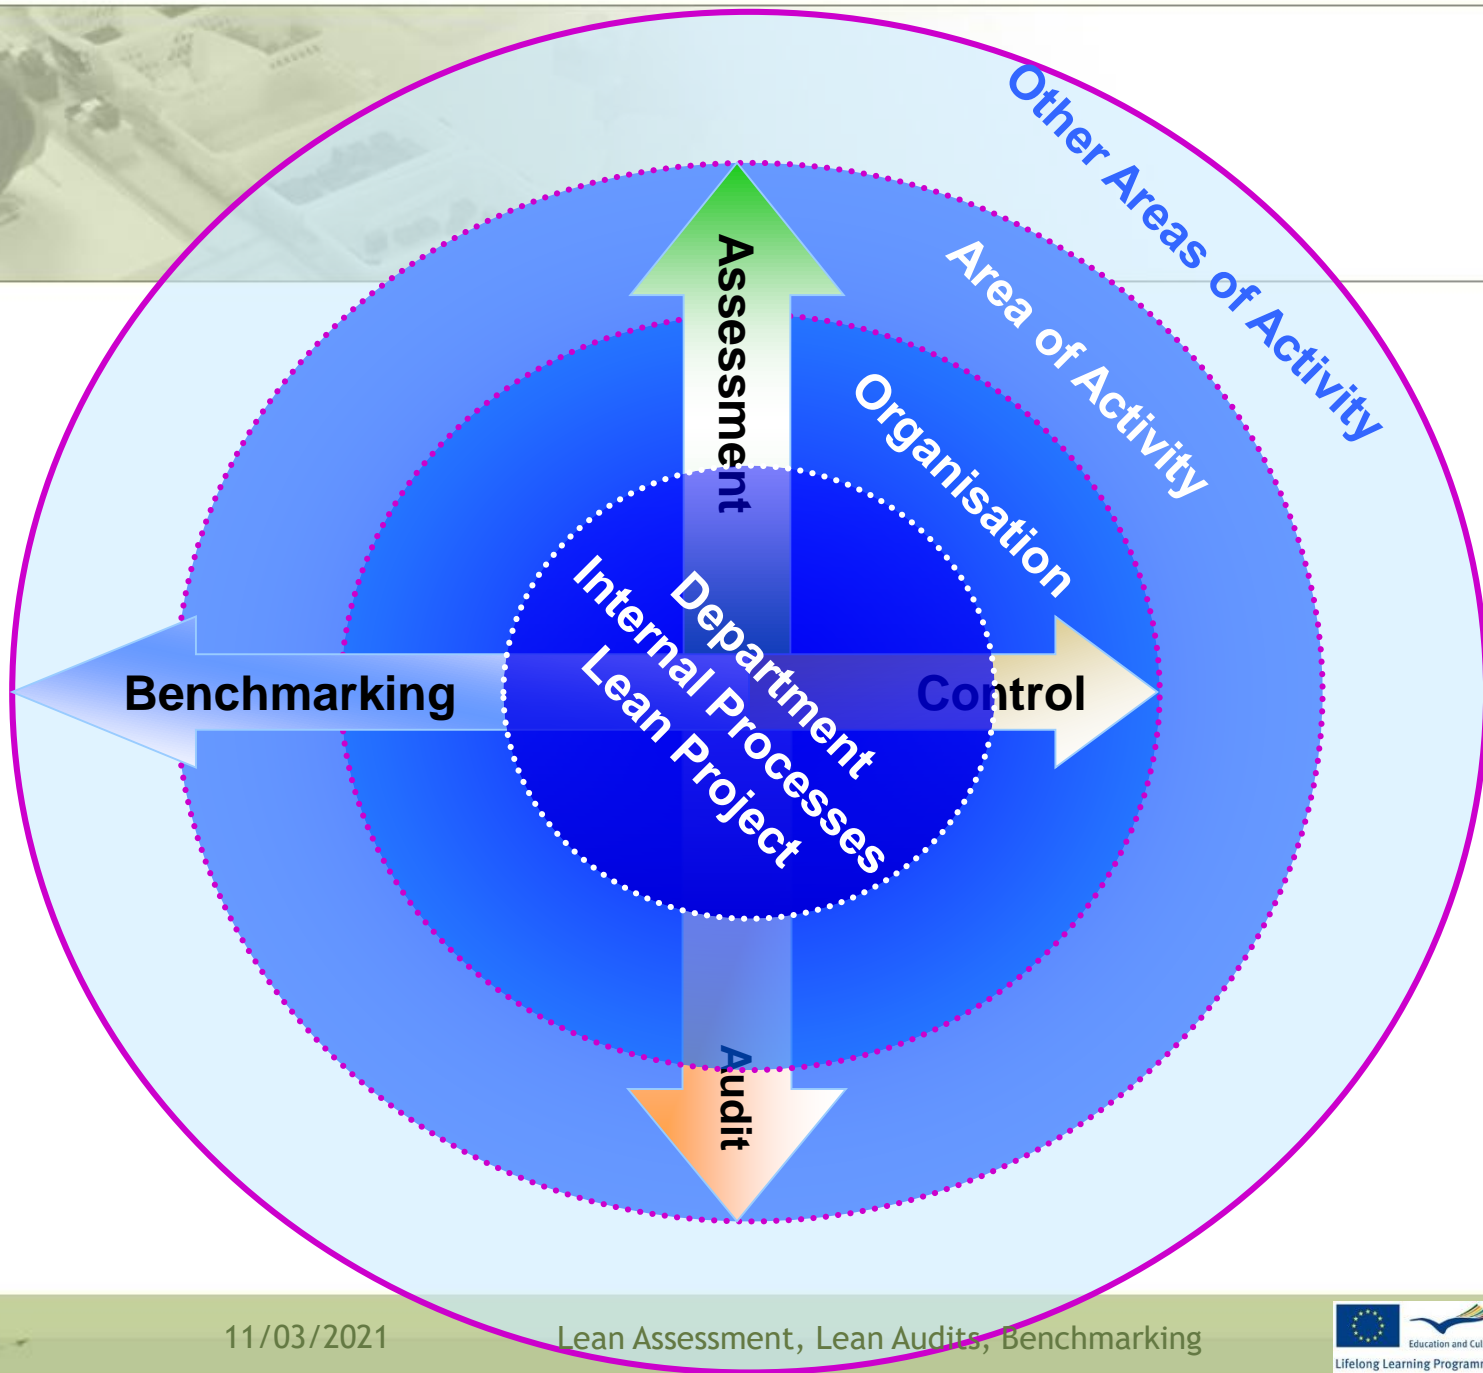 Other Areas of Activity
Area of Activity
Organisation
Assessment
Department
Internal Processes
Lean Project
Benchmarking
Control
Audit
11/03/2021
Lean Assessment, Lean Audits, Benchmarking
Education and Cul
Lifelong Learning Program